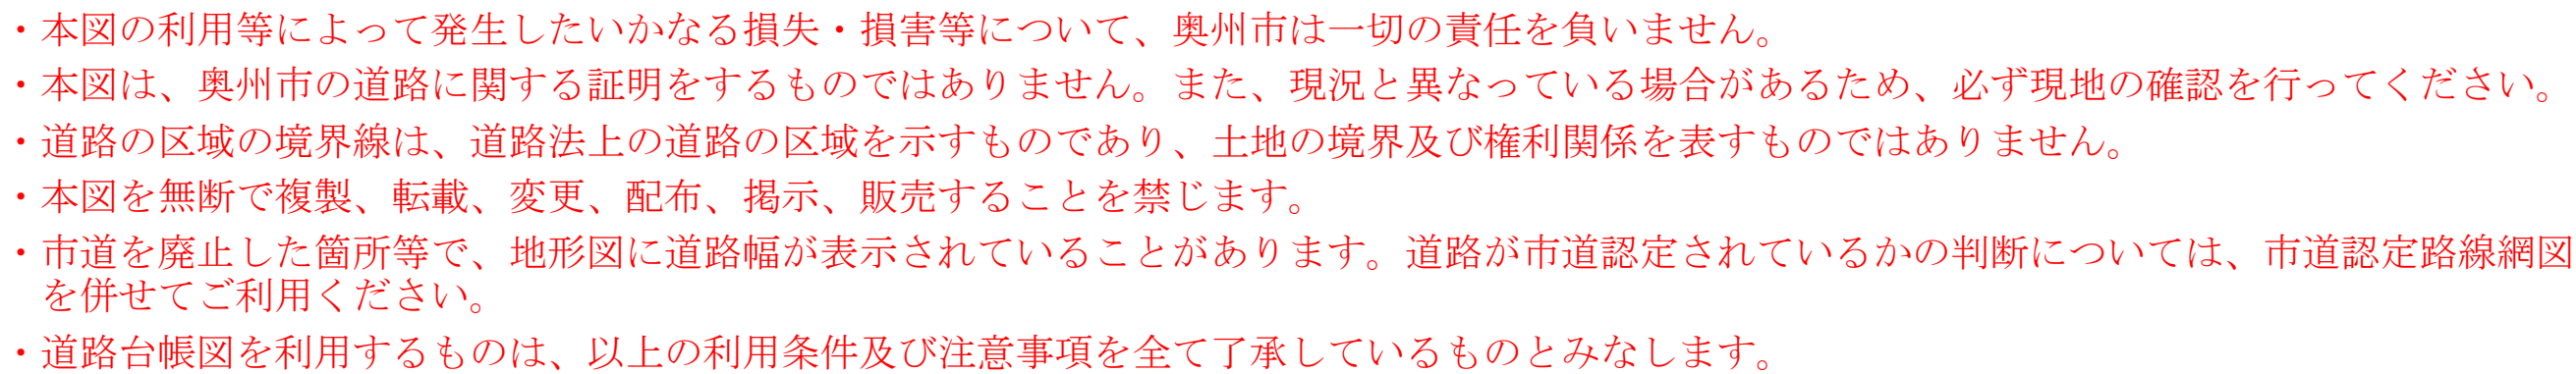 ・本図の利用等によって発生したいかなる損失・損害等について、奥州市は一切の責任を負いません。
・本図は、奥州市の道路に関する証明をするものではありません。また、現況と異なっている場合があるため、必ず現地の確認を行ってください。
・道路の区域の境界線は、道路法上の道路の区域を示すものであり、土地の境界及び権利関係を表すものではありません。
・本図を無断で複製、転載、変更、配布、掲示、販売することを禁じます。
・市道を廃止した箇所等で、地形図に道路幅が表示されていることがあります。道路が市道認定されているかの判断については、市道認定路線網図
を併せてご利用ください。
・道路台帳図を利用するものは、以上の利用条件及び注意事項を全て了承しているものとみなします。